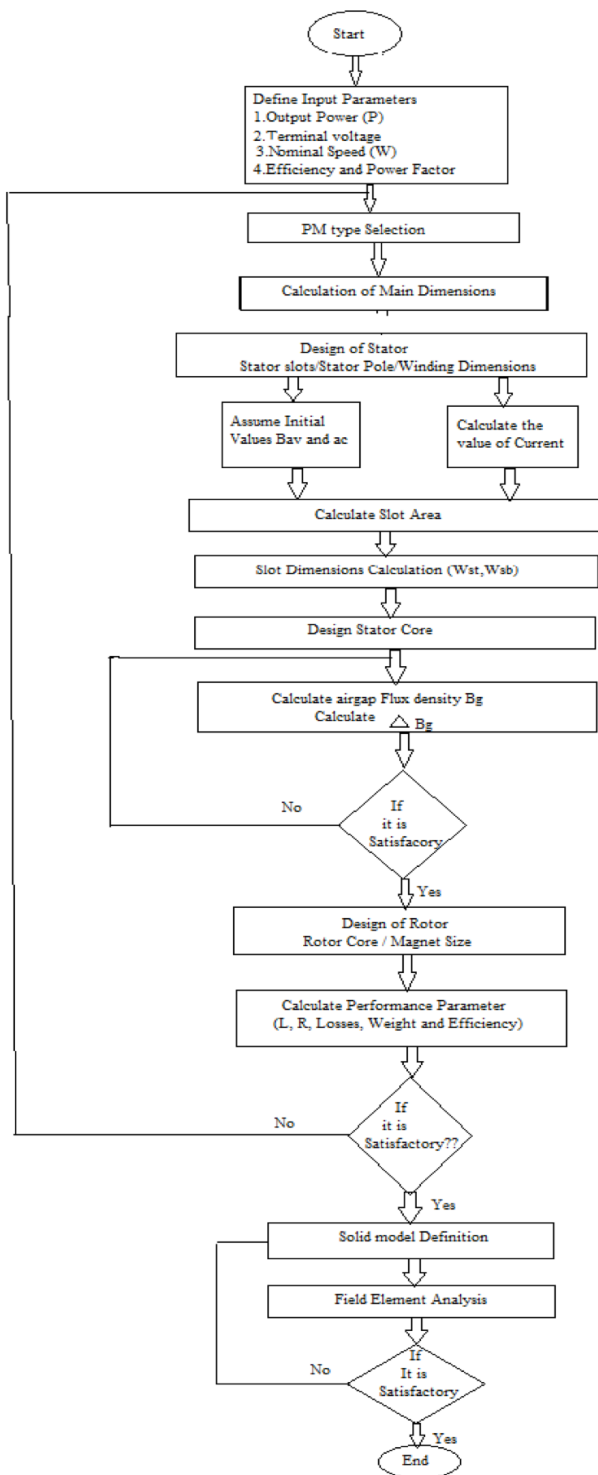 Start
Define Input Parameters
1.Output Power (P)
2.Terminal voltage
3.Nominal Speed (W)
4.Efficiency and Power Factor
PM type Selection
Calculation of Main Dimensions
Design of Stator
Stator slots/Stator Pole/Winding Dimensions
Assume Initial
Values Bav and ac
Calculate the
value of Current
Calculate Slot Area
Slot Dimensions Calculation (Wst,Wsb)
Design Stator Core
Calculate airgap Flux density Bg
Calculate △ Bg
No
If
it is
Satisfacory
Yes
Design of Rotor
Rotor Core / Magnet Size
Calculate Performance Parameter
(L, R, Losses, Weight and Efficiency)
No
If
it is
Satisfactory??
Yes
Solid model Definition
Field Element Analysis
No
If
It is
Satisfactory
Yes
End